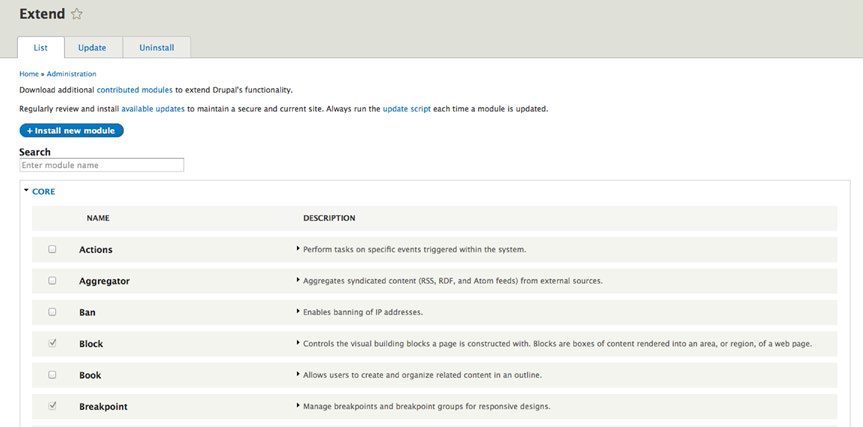 Extend
List Update Uninstall
Home » Administration
Download additional contributed modules to extend Drupal's functionality.
Regularly review and install available updates to maintain a secure and current site. Always run the update script each time a module is updated.
+ Install new module
Search
Enter module name
CORE
NAME DESCRIPTION
Actions Perform tasks on specific events triggered within the system.
Aggregator Aggregates syndicated content (RSS, RDF, and Atom feeds) from external sources.
Ban Enables banning of IP addresses.
Block Controls the visual building blocks a page is constructed with. Blocks are boxes of content rendered into an area, or region, of a web page.
Book Allows users to create and organize related content in an outline.
Breakpoint Manage breakpoints and breakpoint groups for responsive designs.